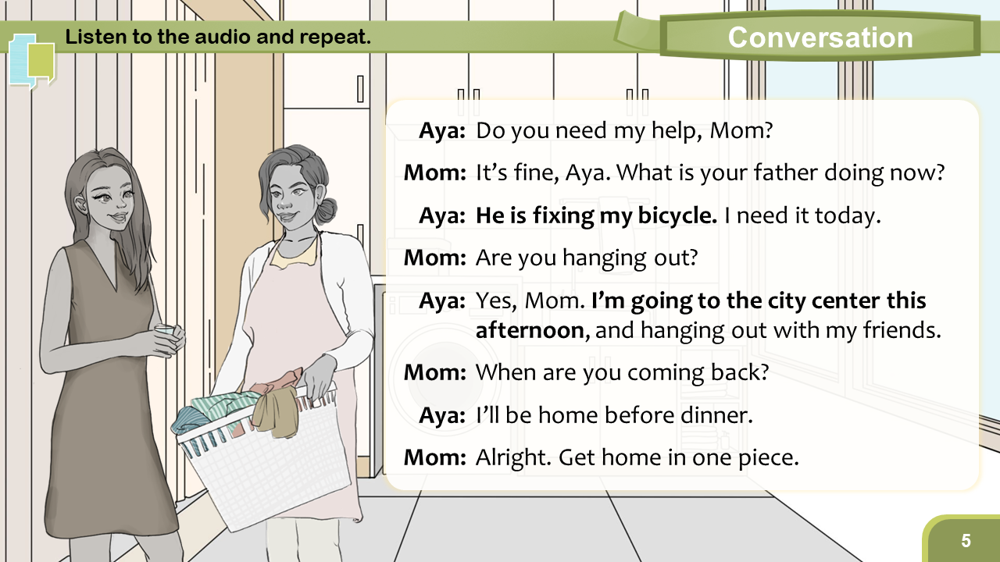 Listen to the audio and repeat.
Conversation
Aya: Do you need my help, Mom?
Mom: It’s fine, Aya. What is your father doing now?
Aya: He is fixing my bicycle. I need it today.
Mom: Are you hanging out?
Aya: Yes, Mom. I’m going to the city center this
afternoon, and hanging out with my friends.
Mom: When are you coming back?
Aya: I’ll be home before dinner.
Mom: Alright. Get home in one piece.
5